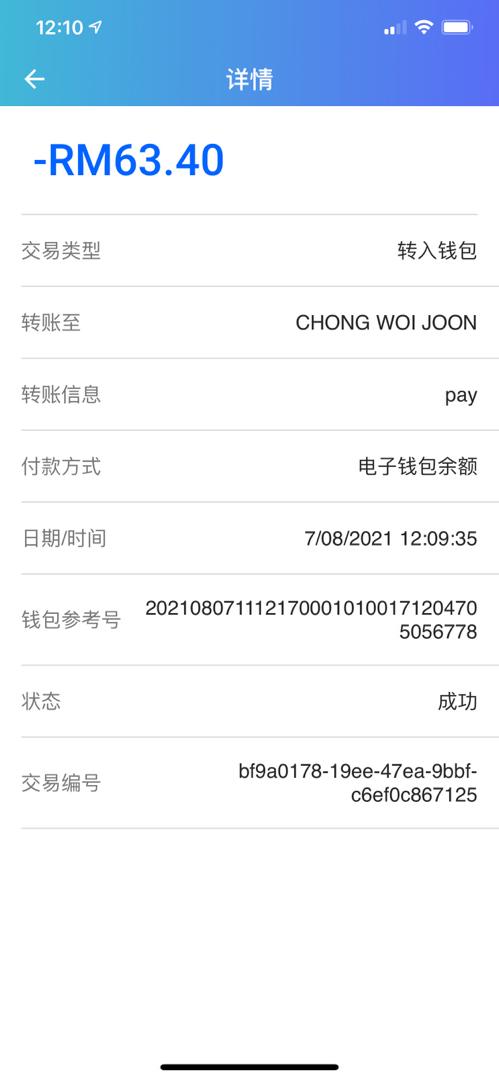 12:10
详情
-RM63.40
交易类型 转入钱包
转账至 CHONG WOI JOON
转账信息 pay
付款方式 电子钱包余额
日期/时间 7/08/2021 12:09:35
钱包参考号 202108071112170001010017120470
5056778
状态 成功
交易编号 bf9a0178-19ee-47ea-9bbf-
c6ef0c867125